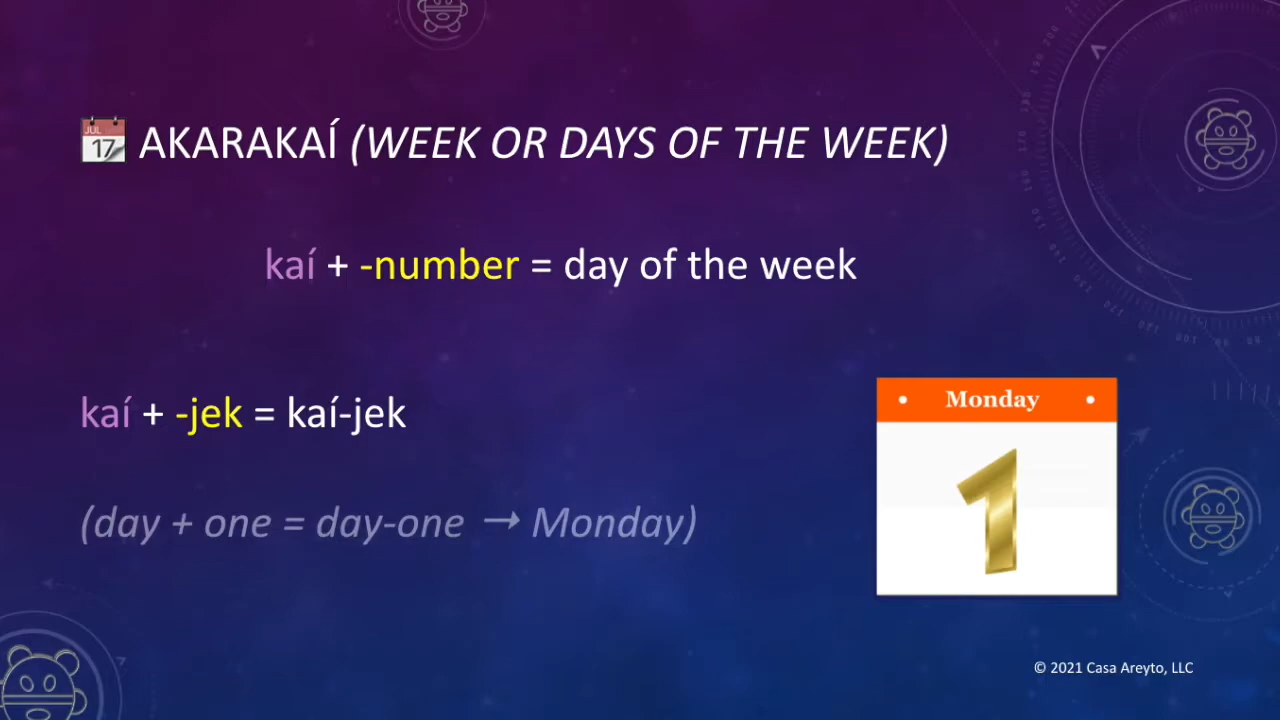 JUL
17
AKARAKAÍ (WEEK OR DAYS OF THE WEEK)
kaí + -number = day of the week
kaí + -jek = kaí-jek
(day + one = day-one → Monday)
Monday
1
© 2021 Casa Areyto, LLC